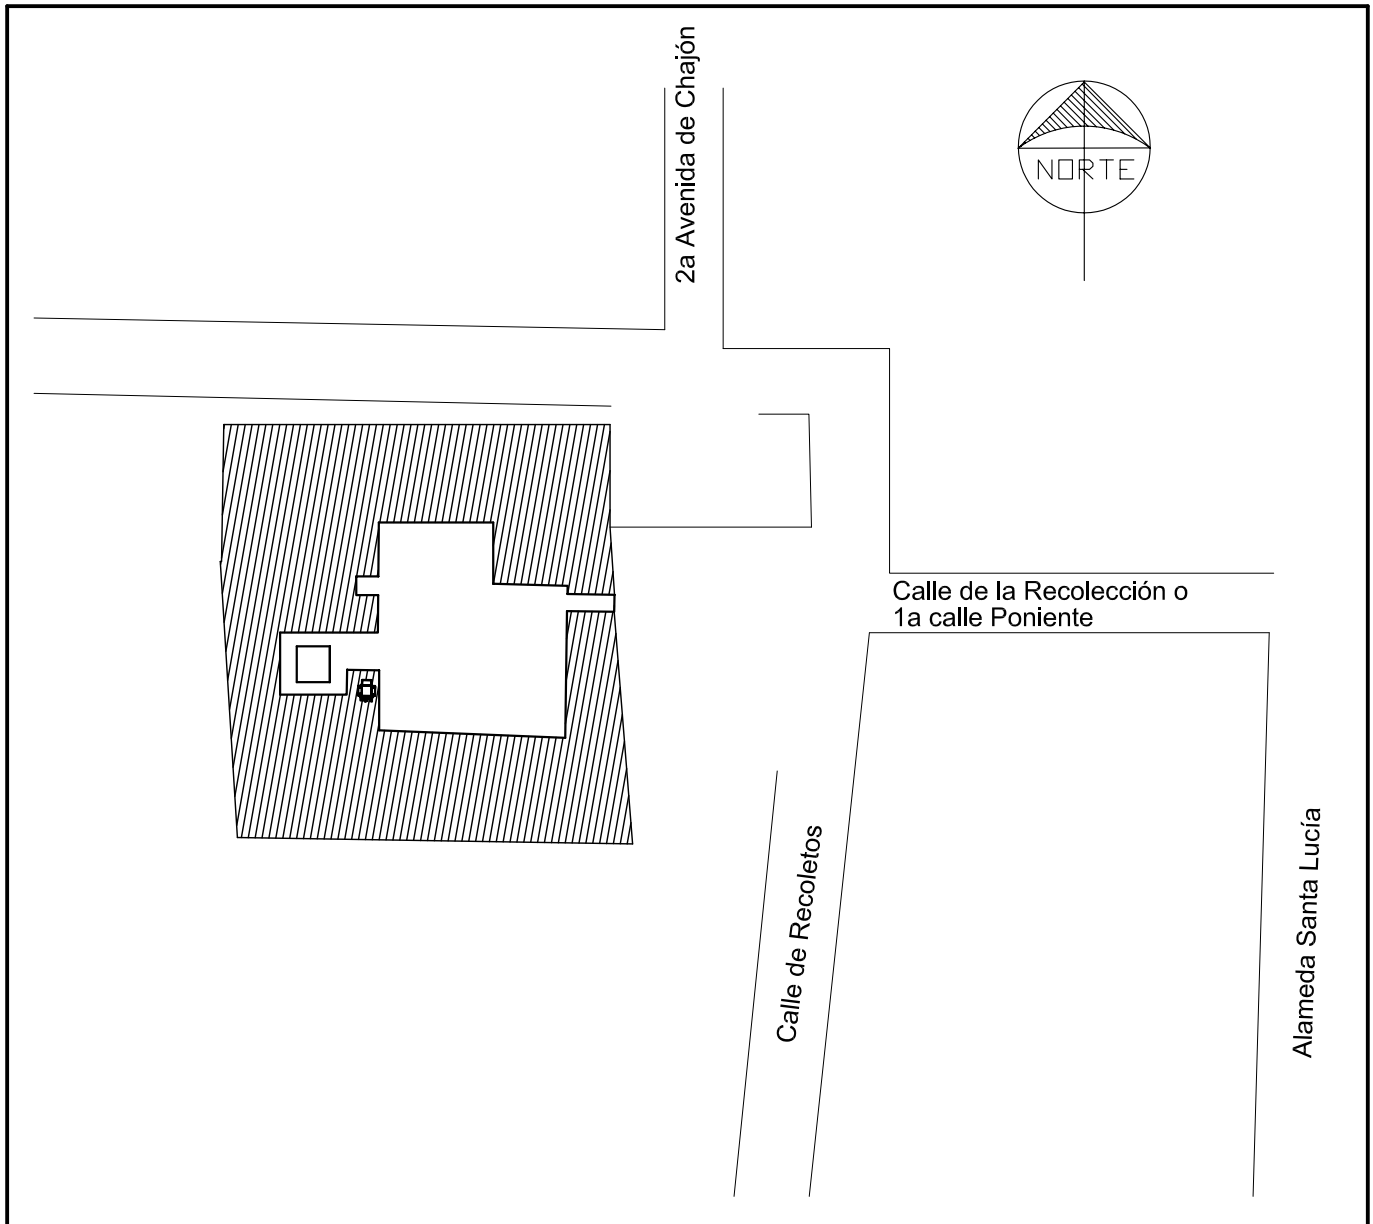 2a Avenida de Chajón
NORTE
Calle de la Recolección o
1a calle Poniente
Calle de Recoletos
Alameda Santa Lucía